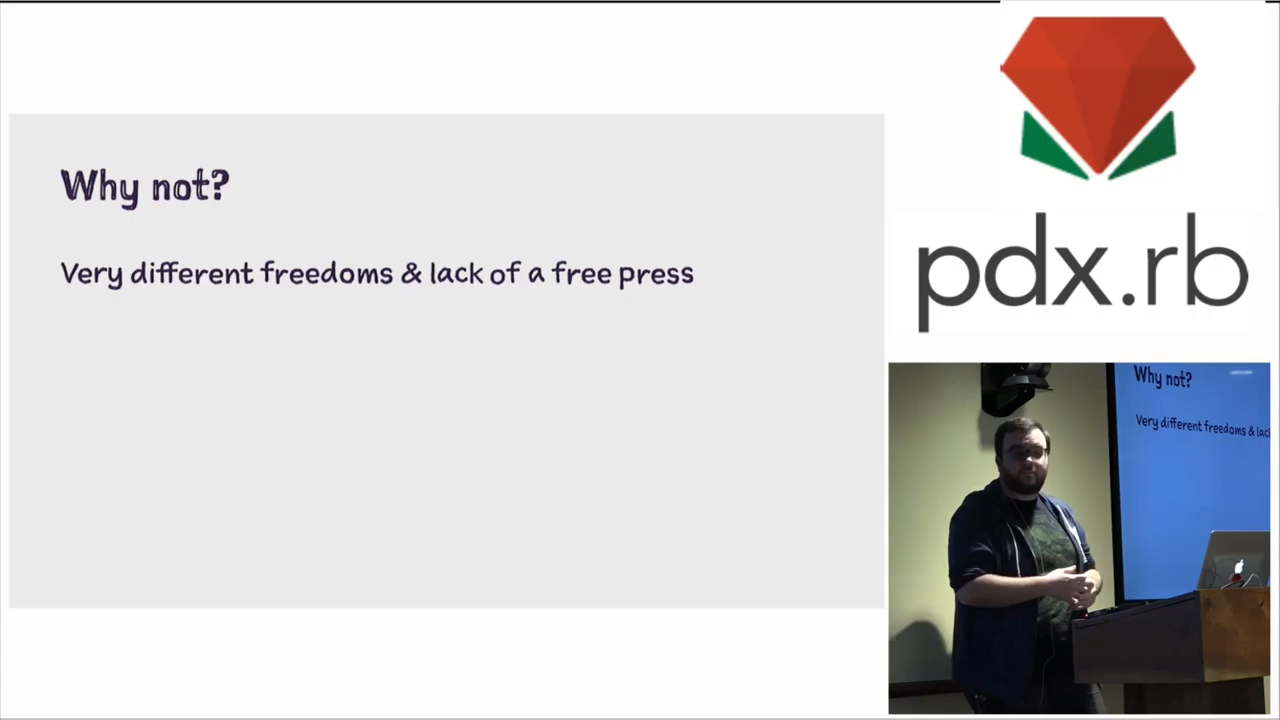 Why not?
Very different freedoms & lack of a free press
pdx.rb
Why not?
Very different freedoms & lack